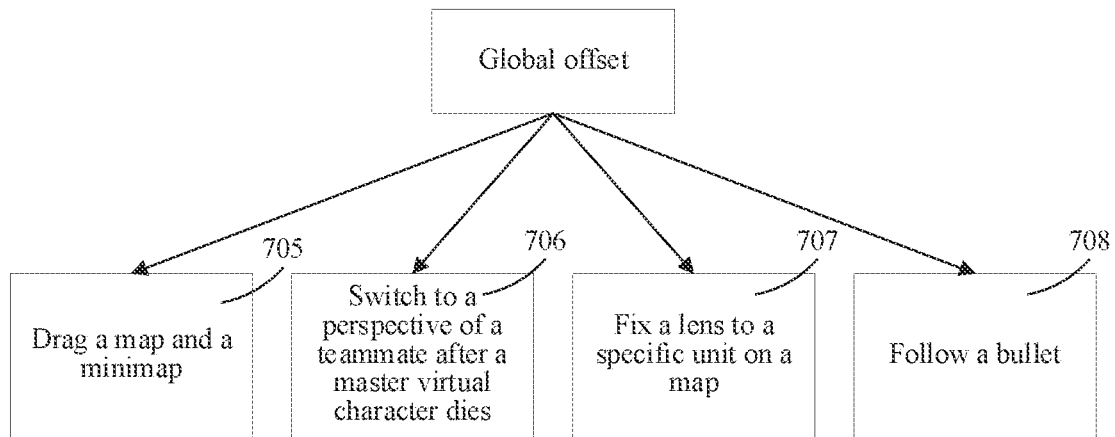 Global offset
705
706
707
708
Drag a map and a
minimap
Switch to a
perspective of a
teammate after a
master virtual
character dies
Fix a lens to a
specific unit on a
map
Follow a bullet